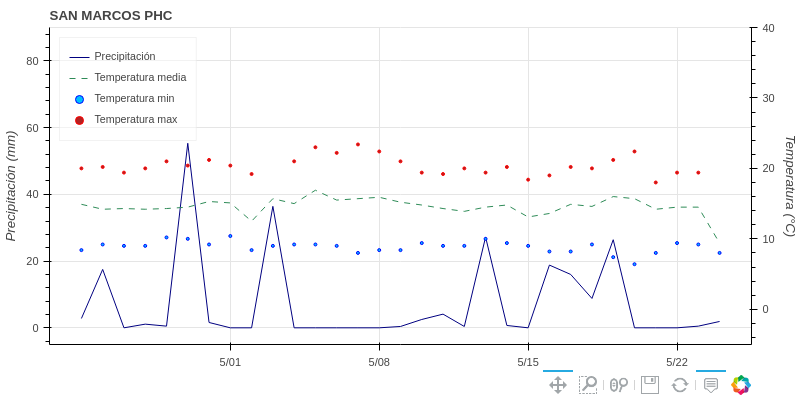 SAN MARCOS PHC
Precipitación
Temperatura media
Temperatura min
Temperatura max
Precipitación (mm)
80
60
40
20
0
Temperatura (°C)
40
30
20
10
0
5/01 5/08 5/15 5/22